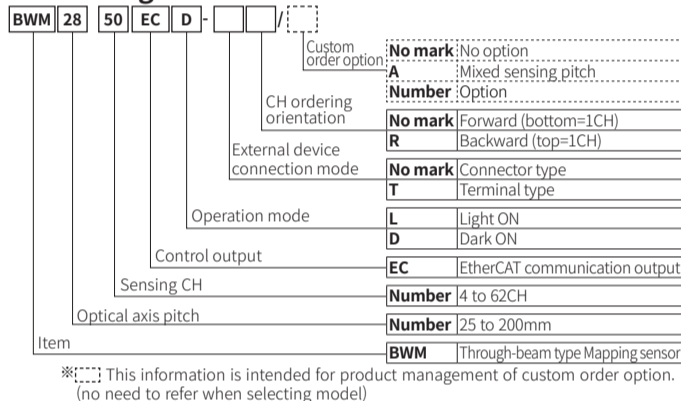 BWM 28 50 EC D - /
Custom order option
No mark No option
A Mixed sensing pitch
Number Option
CH ordering orientation
No mark Forward (bottom=1CH)
R Backward (top=1CH)
External device connection mode
No mark Connector type
T Terminal type
Operation mode
L Light ON
D Dark ON
Control output
EC EtherCAT communication output
Sensing CH
Number 4 to 62CH
Optical axis pitch
Number 25 to 200mm
Item
BWM Through-beam type Mapping sensor
※ This information is intended for product management of custom order option.
(no need to refer when selecting model)